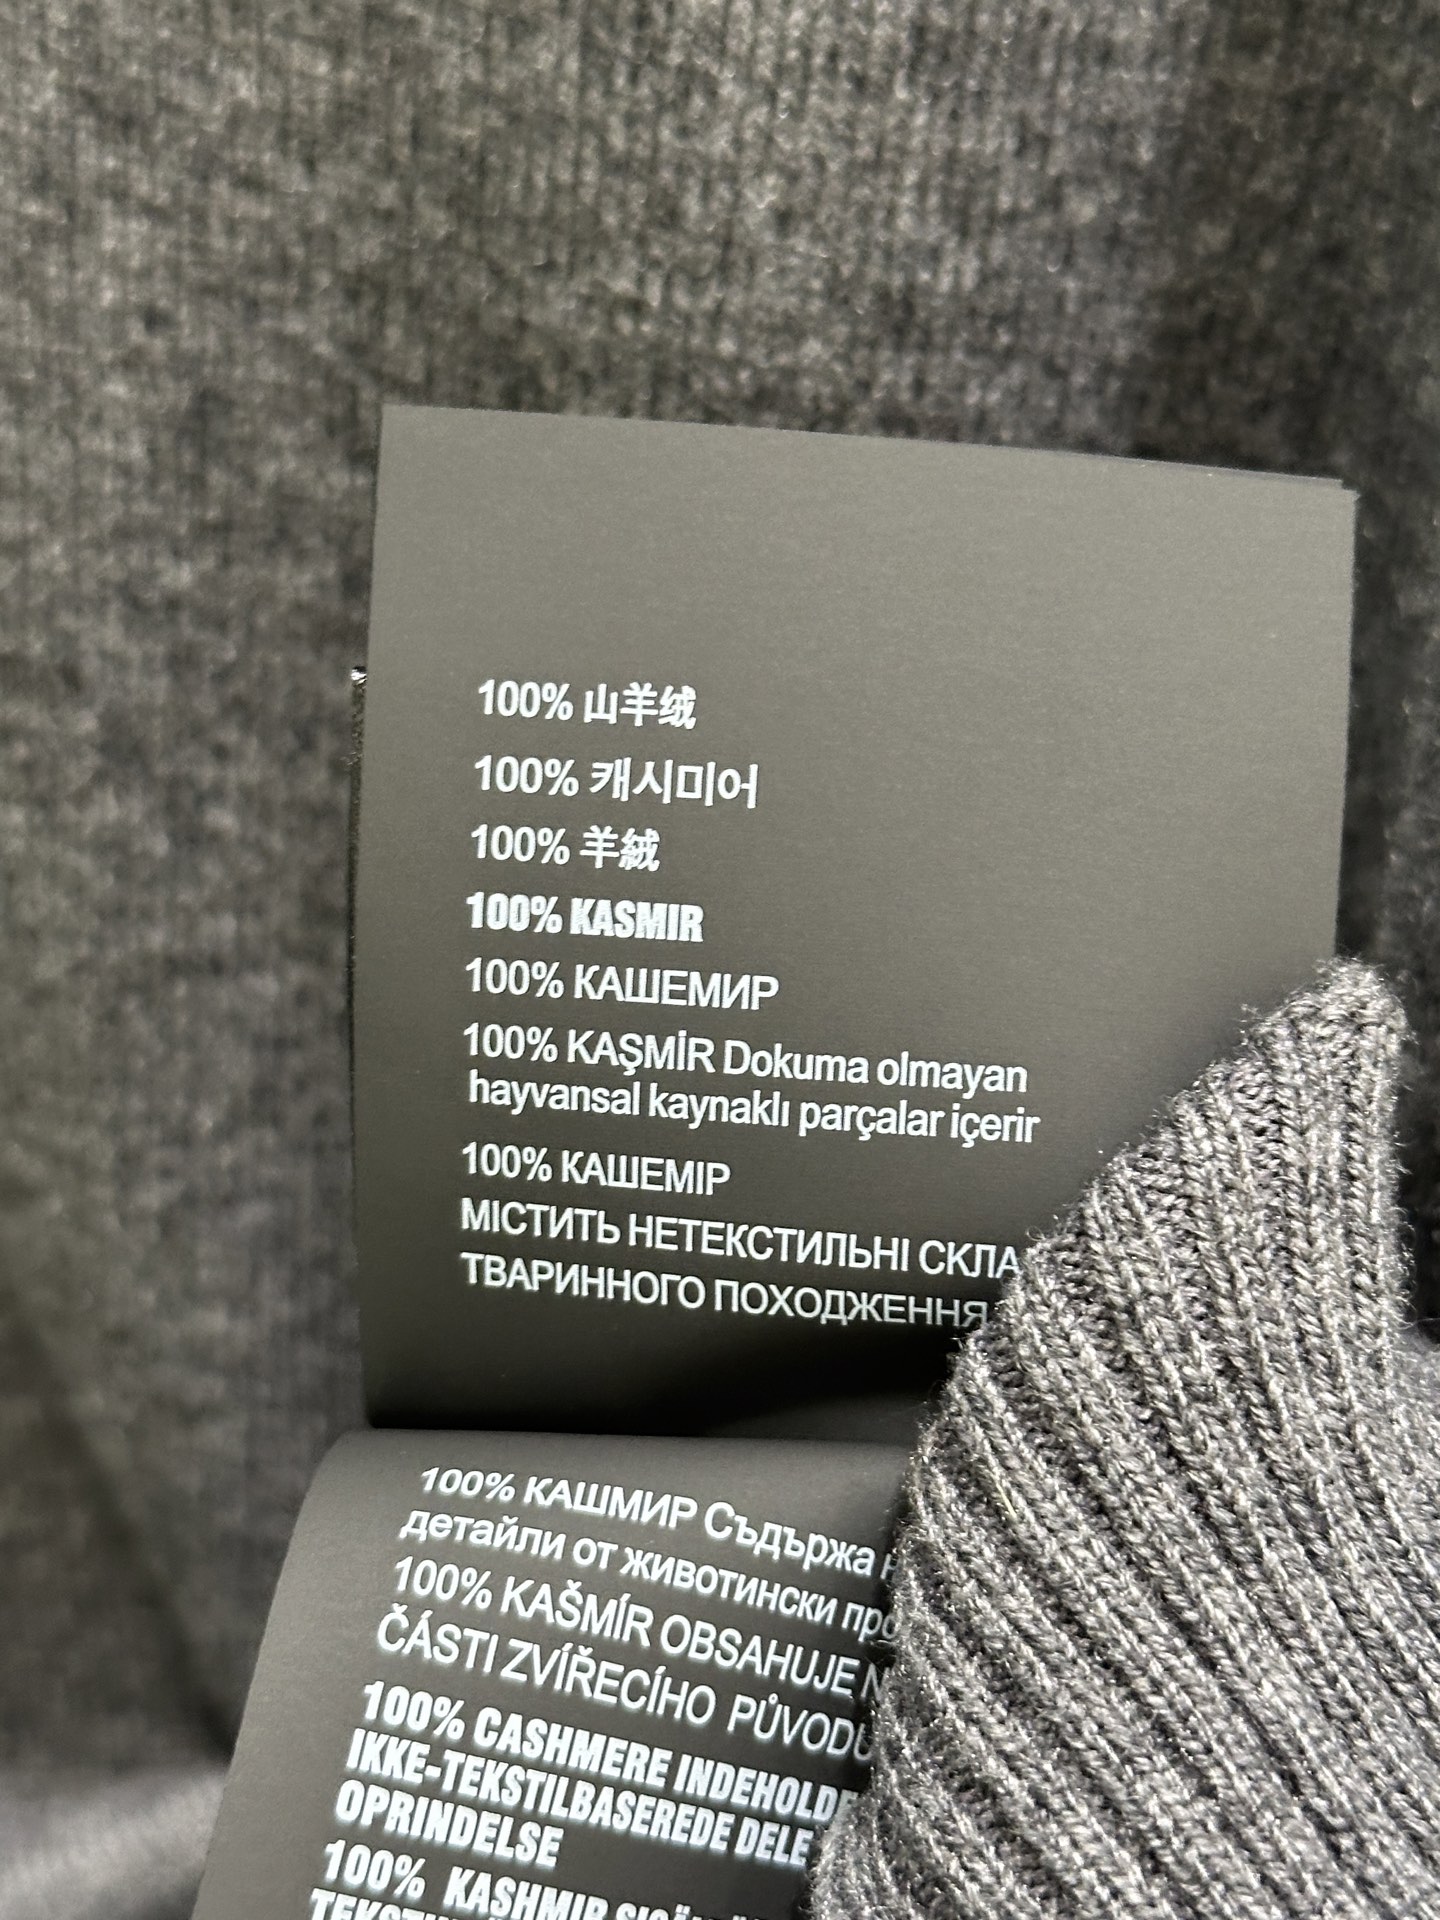 100% 山羊绒
100% 캐시미어
100% 羊絨
100% KASMIR
100% КАШЕМИР
100% KAŞMİR Dokuma olmayan
hayvansal kaynaklı parçalar içerir
100% КАШЕМІР
МІСТИТЬ НЕТЕКСТИЛЬНІ СКЛА
ТВАРИННОГО ПОХОДЖЕННЯ
100% КАШМИР Съдържа
детайли от животински
100% KAŠMÍR OBSAHUJE
ČÁSTI ZVÍŘECÍHO PŮVODU
100% CASHMERE INDEHOLDE
IKKE-TEKSTILBASEREDE DELE
OPRINDELSE
100% KASHMIR